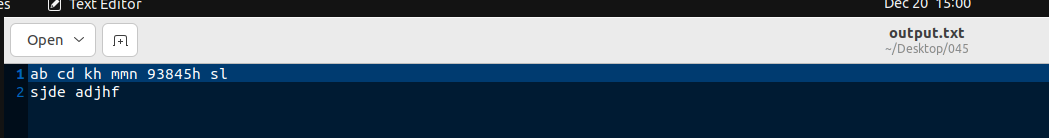 es Text Editor Dec 20 15:00
Open output.txt
~/Desktop/045
1 ab cd kh mmn 93845h sl
2 sjde adjhf